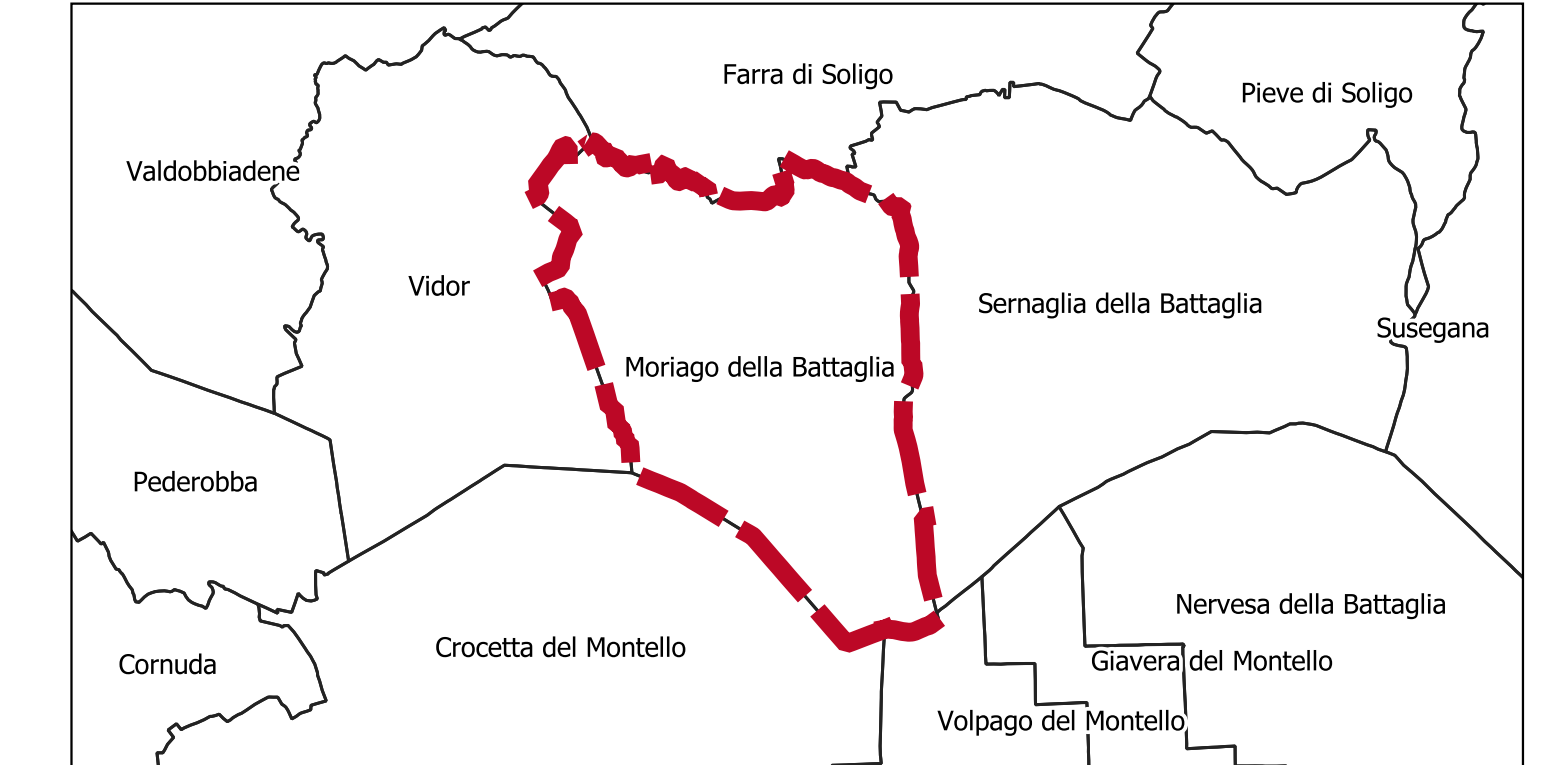 Farra di Soligo
Pieve di Soligo
Valdobbiadene
Vidor
Sernaglia della Battaglia
Susegana
Moriago della Battaglia
Pederobba
Nervesa della Battaglia
Crocetta del Montello
Giavera del Montello
Cornuda
Volpago del Montello